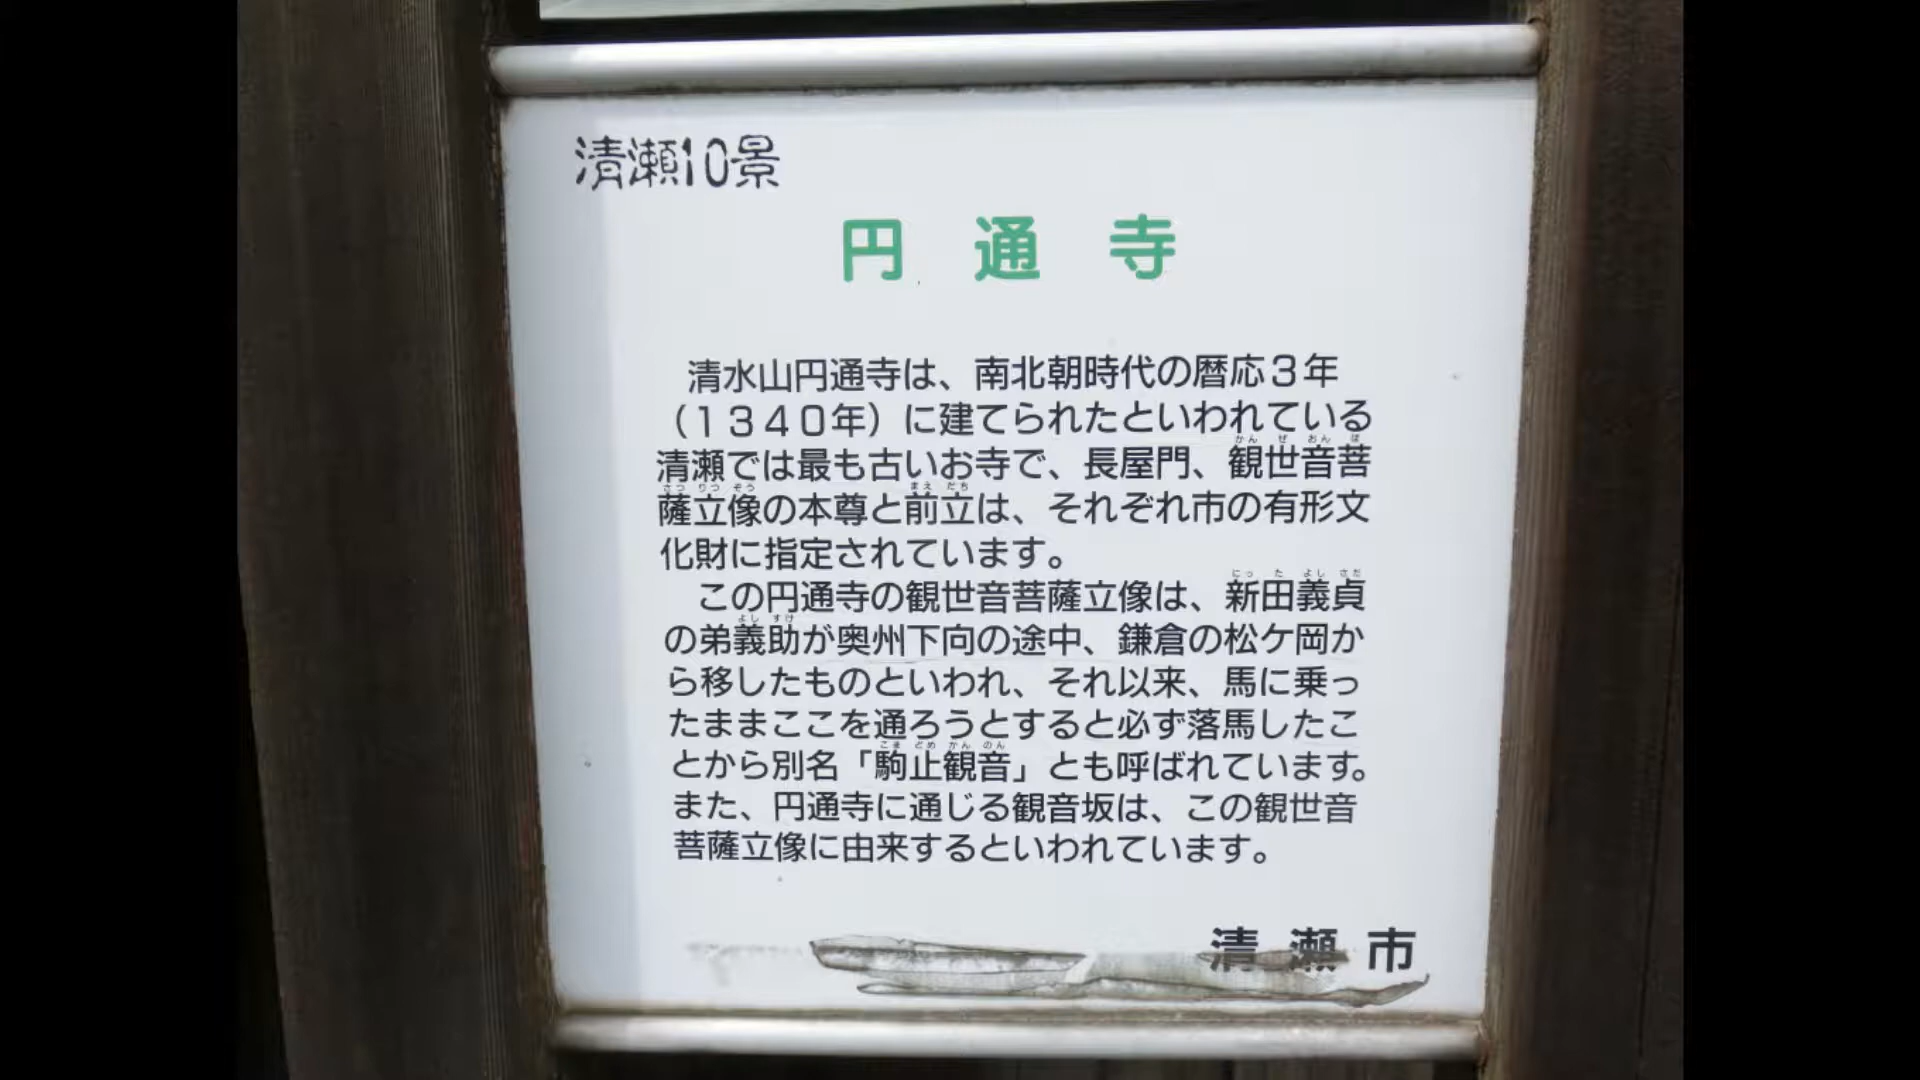 清瀬10景
円通寺
清水山円通寺は、南北朝時代の暦応3年
(1340年)に建てられたといわれている
清瀬では最も古いお寺で、長屋門、観世音菩
薩立像の本尊と前立は、それぞれ市の有形文
化財に指定されています。
この円通寺の観世音菩薩立像は、新田義貞
の弟義助が奥州下向の途中、鎌倉の松ケ岡か
ら移したものといわれ、それ以来、馬に乗っ
たままここを通ろうとすると必ず落馬したこ
とから別名「駒止観音」とも呼ばれています。
また、円通寺に通じる観音坂は、この観世音
菩薩立像に由来するといわれています。
清瀬市